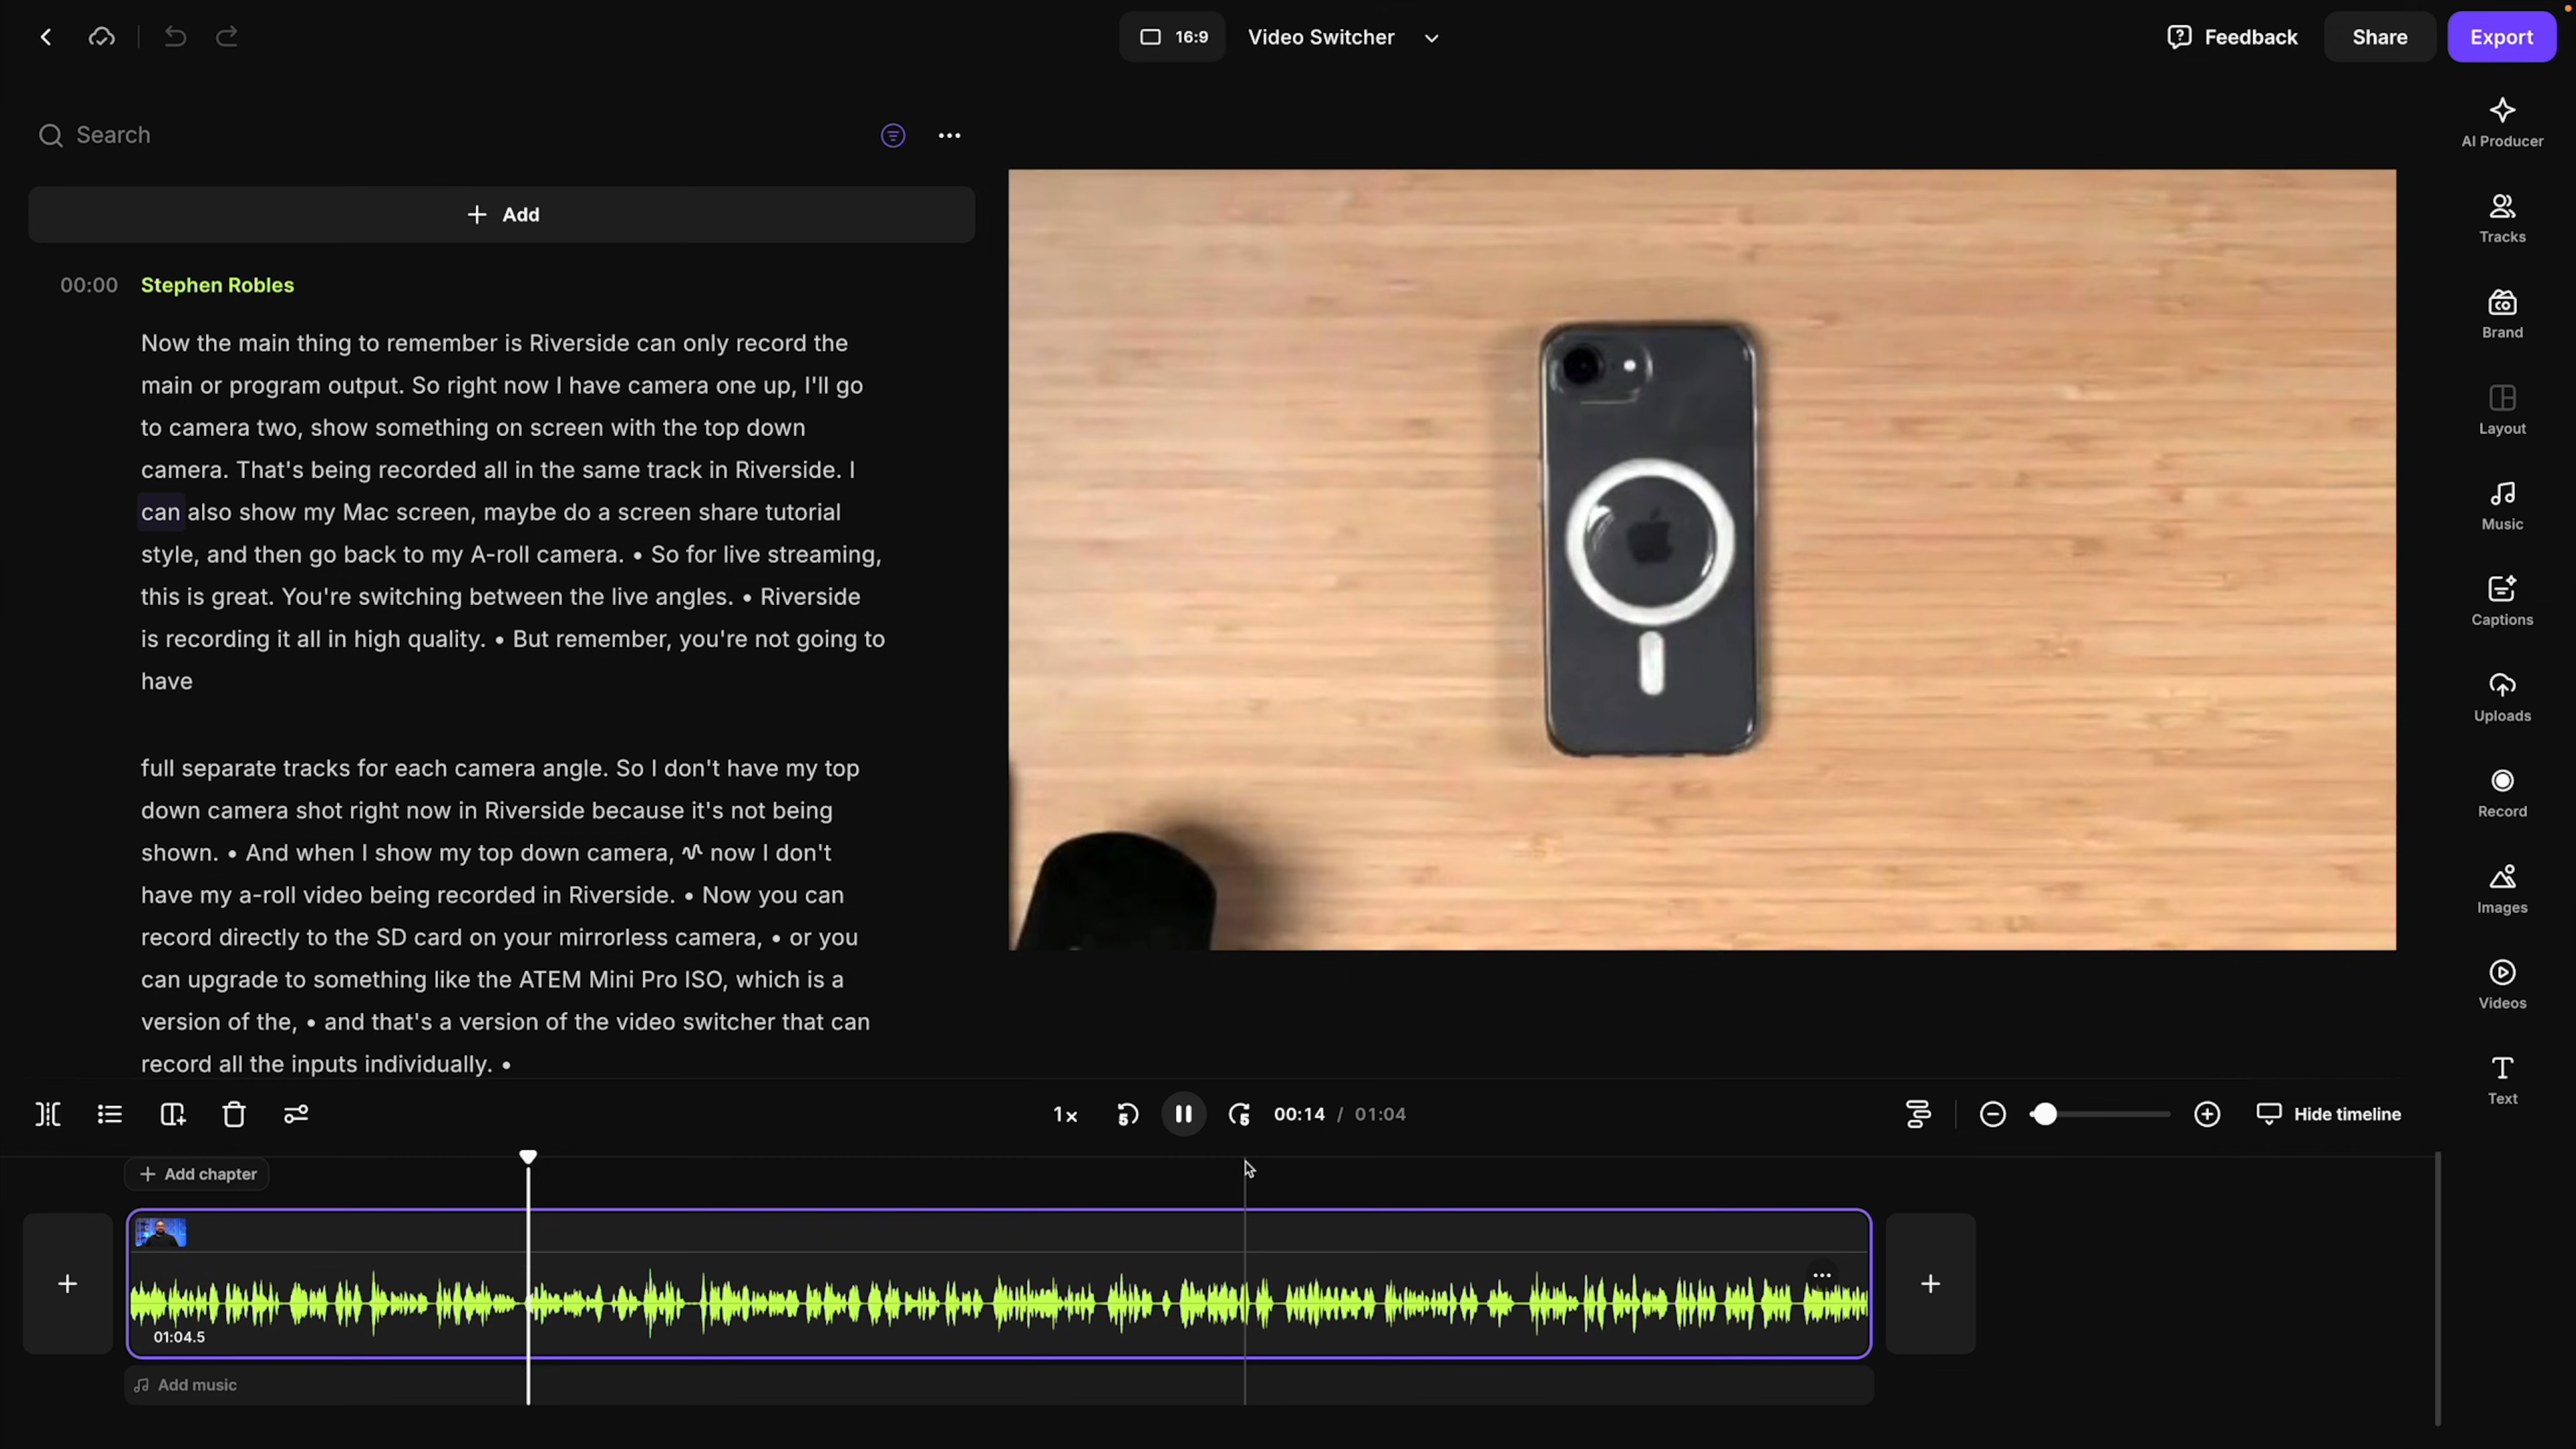 16:9
Video Switcher
Feedback
Share
Export
Search
Add
00:00 Stephen Robles
Now the main thing to remember is Riverside can only record the
main or program output. So right now I have camera one up, I'll go
to camera two, show something on screen with the top down
camera. That's being recorded all in the same track in Riverside. I
can also show my Mac screen, maybe do a screen share tutorial
style, and then go back to my A-roll camera. • So for live streaming,
this is great. You're switching between the live angles. • Riverside
is recording it all in high quality. • But remember, you're not going to
have
full separate tracks for each camera angle. So I don't have my top
down camera shot right now in Riverside because it's not being
shown. • And when I show my top down camera, now I don't
have my a-roll video being recorded in Riverside. • Now you can
record directly to the SD card on your mirrorless camera, • or you
can upgrade to something like the ATEM Mini Pro ISO, which is a
version of the, • and that's a version of the video switcher that can
record all the inputs individually. •
AI Producer
Tracks
Brand
Layout
Music
Captions
Uploads
Record
Images
Videos
Text
1x
5
5
00:14 / 01:04
Hide timeline
+ Add chapter
01:04.5
Add music